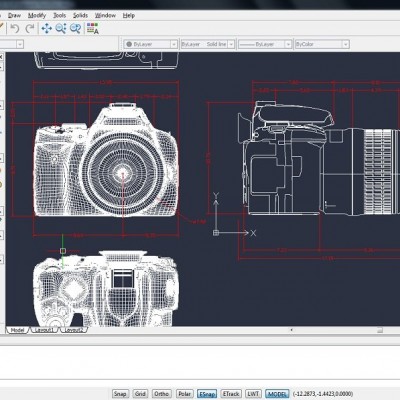 Draw Modify Tools Solids Window Help
ByLayer ByLayer Solid line ByLayer ByColor
Y
X
Model Layout1 Layout2
Snap Grid Ortho Polar ESnap ETrack LWT MODEL (-12.2873,-1.4423,0.0000)